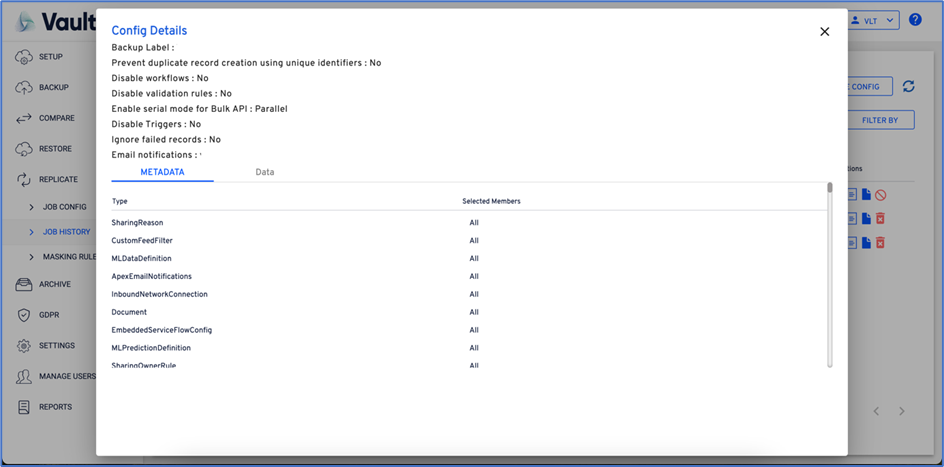 Vault
VLT
?
Config Details
Backup Label :
Prevent duplicate record creation using unique identifiers : No
Disable workflows : No
Disable validation rules : No
Enable serial mode for Bulk API : Parallel
Disable Triggers : No
Ignore failed records : No
Email notifications :
METADATA Data
Type Selected Members
SharingReason All
CustomFeedFilter All
MLDataDefinition All
ApexEmailNotifications All
InboundNetworkConnection All
Document All
EmbeddedServiceFlowConfig All
MLPredictionDefinition All
SharingOwnerRule All
SETUP
BACKUP
COMPARE
RESTORE
REPLICATE
JOB CONFIG
JOB HISTORY
MASKING RULE
ARCHIVE
GDPR
SETTINGS
MANAGE USERS
REPORTS
CONFIG
FILTER BY
tions